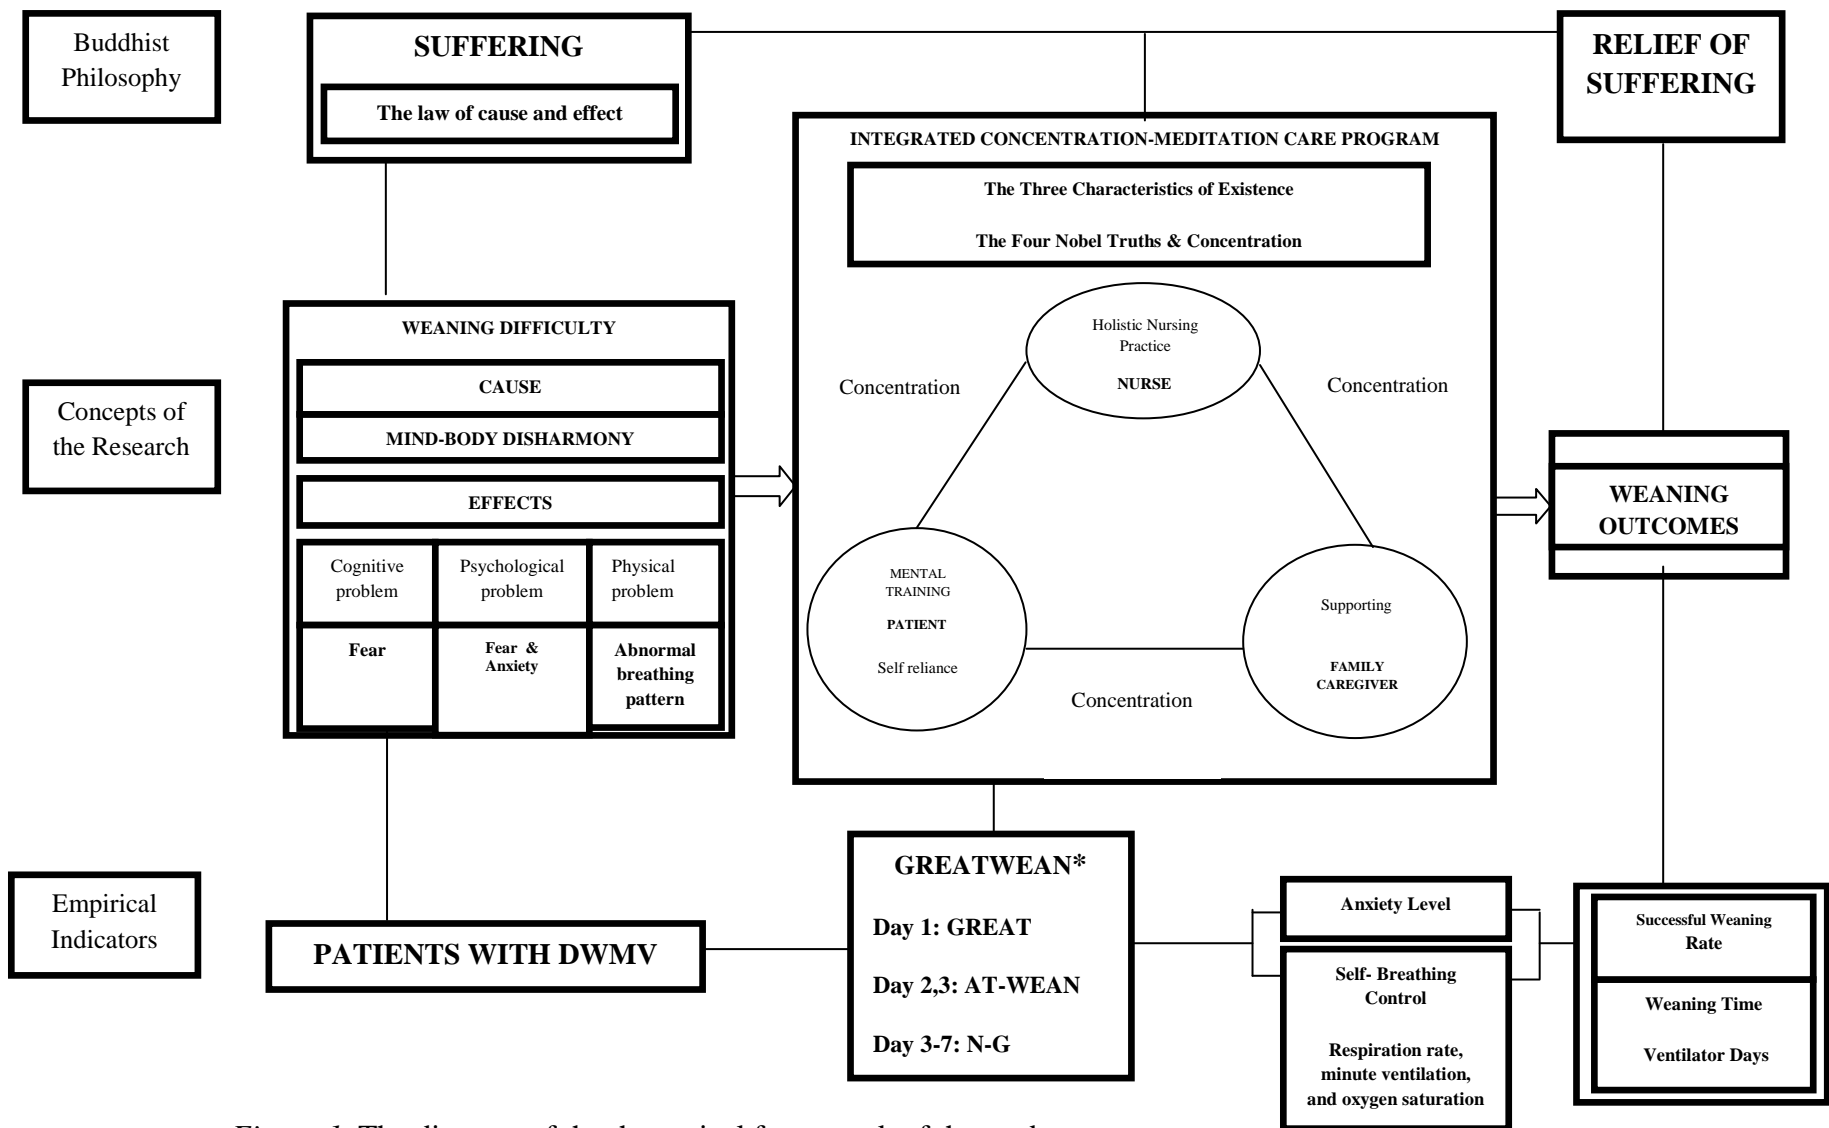 Buddhist
Philosophy
SUFFERING
The law of cause and effect
RELIEF OF
SUFFERING
INTEGRATED CONCENTRATION-MEDITATION CARE PROGRAM
The Three Characteristics of Existence
The Four Nobel Truths & Concentration
Concepts of
the Research
WEANING DIFFICULTY
CAUSE
MIND-BODY DISHARMONY
EFFECTS
Cognitive
problem
Psychological
problem
Physical
problem
Fear
Fear &
Anxiety
Abnormal
breathing
pattern
Holistic Nursing
Practice
NURSE
Concentration
Concentration
MENTAL
TRAINING
PATIENT
Self reliance
Supporting
FAMILY
CAREGIVER
Concentration
WEANING
OUTCOMES
Empirical
Indicators
PATIENTS WITH DWMV
GREATWEAN*
Day 1: GREAT
Day 2,3: AT-WEAN
Day 3-7: N-G
Anxiety Level
Self- Breathing
Control
Respiration rate,
minute ventilation,
and oxygen saturation
Successful Weaning
Rate
Weaning Time
Ventilator Days